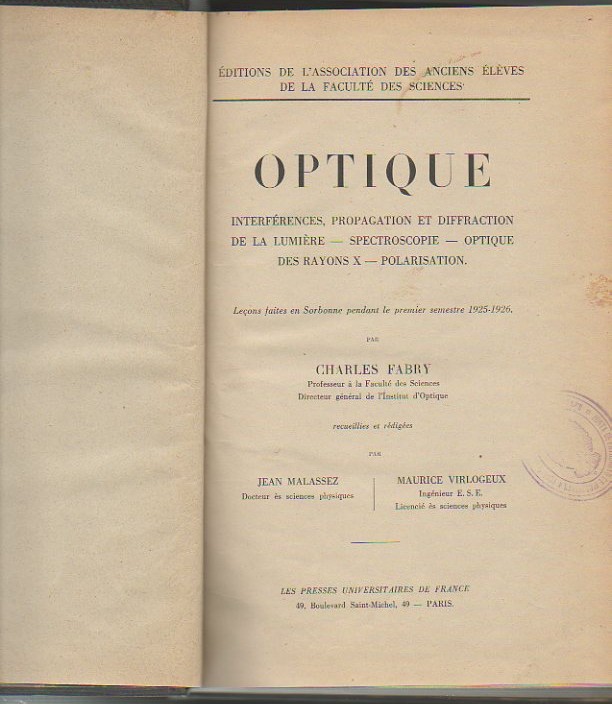 ÉDITIONS DE L'ASSOCIATION DES ANCIENS ÉLÈVES
DE LA FACULTÉ DES SCIENCES
OPTIQUE
INTERFÉRENCES, PROPAGATION ET DIFFRACTION
DE LA LUMIÈRE — SPECTROSCOPIE — OPTIQUE
DES RAYONS X — POLARISATION.
Leçons faites en Sorbonne pendant le premier semestre 1925-1926.
PAR
CHARLES FABRY
Professeur à la Faculté des Sciences
Directeur général de l'Institut d'Optique
recueillies et rédigées
PAR
JEAN MALASSEZ
Docteur ès sciences physiques
MAURICE VIRLOGEUX
Ingénieur E. S. E.
Licencié ès sciences physiques
LES PRESSES UNIVERSITAIRES DE FRANCE
49, Boulevard Saint-Michel, 49 — PARIS.